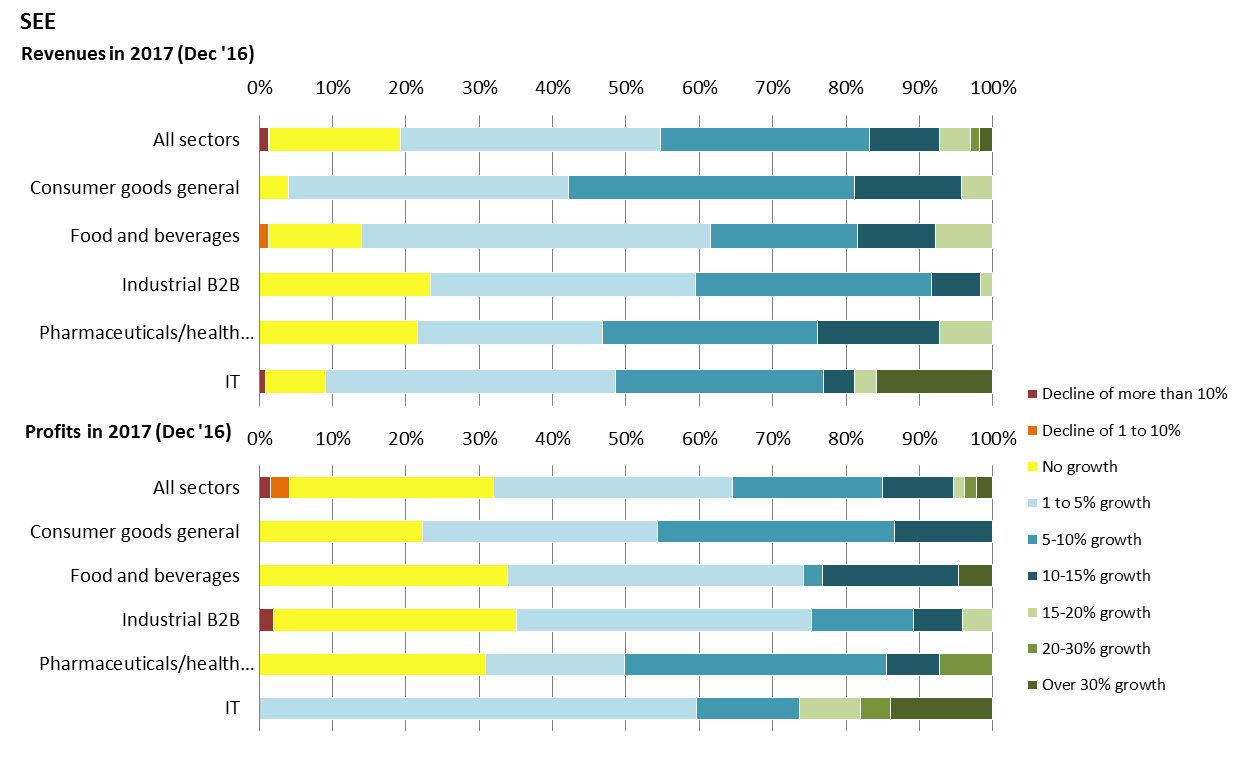 SEE
Revenues in 2017 (Dec '16)
0% 10% 20% 30% 40% 50% 60% 70% 80% 90% 100%
All sectors
Consumer goods general
Food and beverages
Industrial B2B
Pharmaceuticals/health...
IT
Profits in 2017 (Dec '16)
0% 10% 20% 30% 40% 50% 60% 70% 80% 90% 100%
All sectors
Consumer goods general
Food and beverages
Industrial B2B
Pharmaceuticals/health...
IT
Decline of more than 10%
Decline of 1 to 10%
No growth
1 to 5% growth
5-10% growth
10-15% growth
15-20% growth
20-30% growth
Over 30% growth